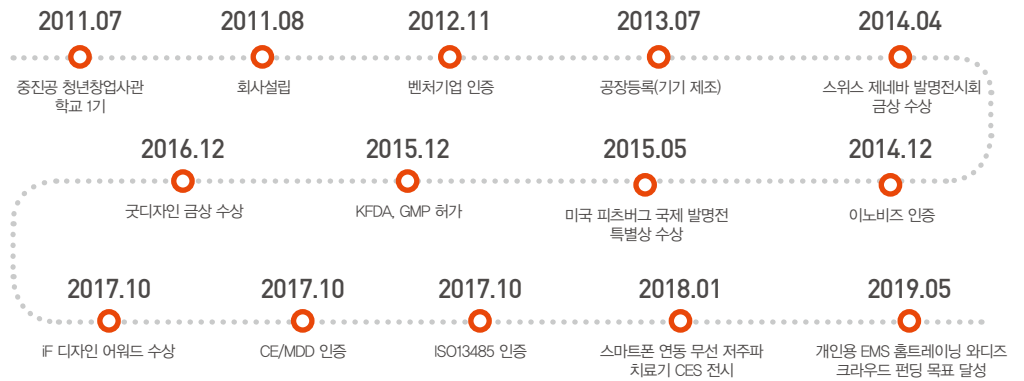 2011.07
중진공 청년창업사관
학교 1기
2011.08
회사설립
2012.11
벤처기업 인증
2013.07
공장등록(기기 제조)
2014.04
스위스 제네바 발명전시회
금상 수상
2014.12
이노비즈 인증
2015.05
미국 피츠버그 국제 발명전
특별상 수상
2015.12
KFDA, GMP 허가
2016.12
굿디자인 금상 수상
2017.10
iF 디자인 어워드 수상
2017.10
CE/MDD 인증
2017.10
ISO13485 인증
2018.01
스마트폰 연동 무선 저주파
치료기 CES 전시
2019.05
개인용 EMS 홈트레이닝 와디즈
크라우드 펀딩 목표 달성